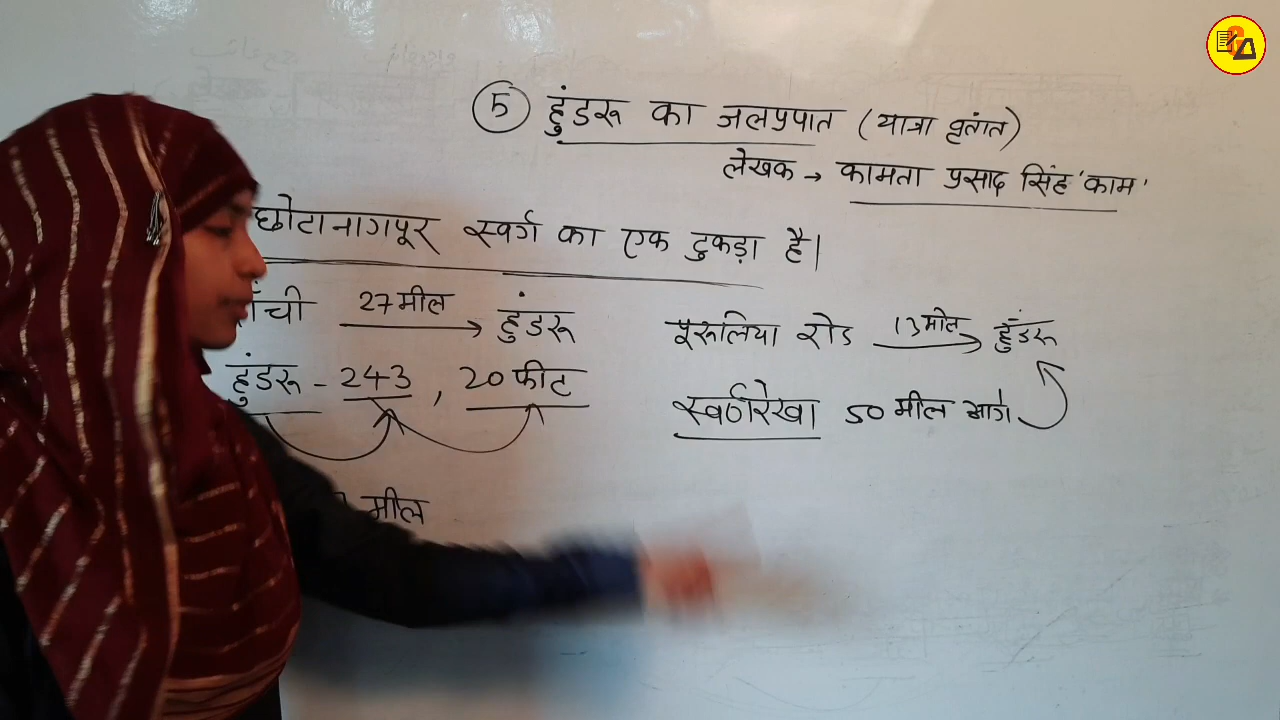 5 हुंडरू का जलप्रपात (यात्रा वृतांत)
लेखक → कामता प्रसाद सिंह 'काम'
छोटानागपूर स्वर्ग का एक टुकड़ा है।
राँची 27 मील → हुंडरू
पूरूलिया रोड 13 मील → हुंडरू
हुंडरू - 243, 20 फीट
स्वर्णरेखा 50 मील आगे
मील